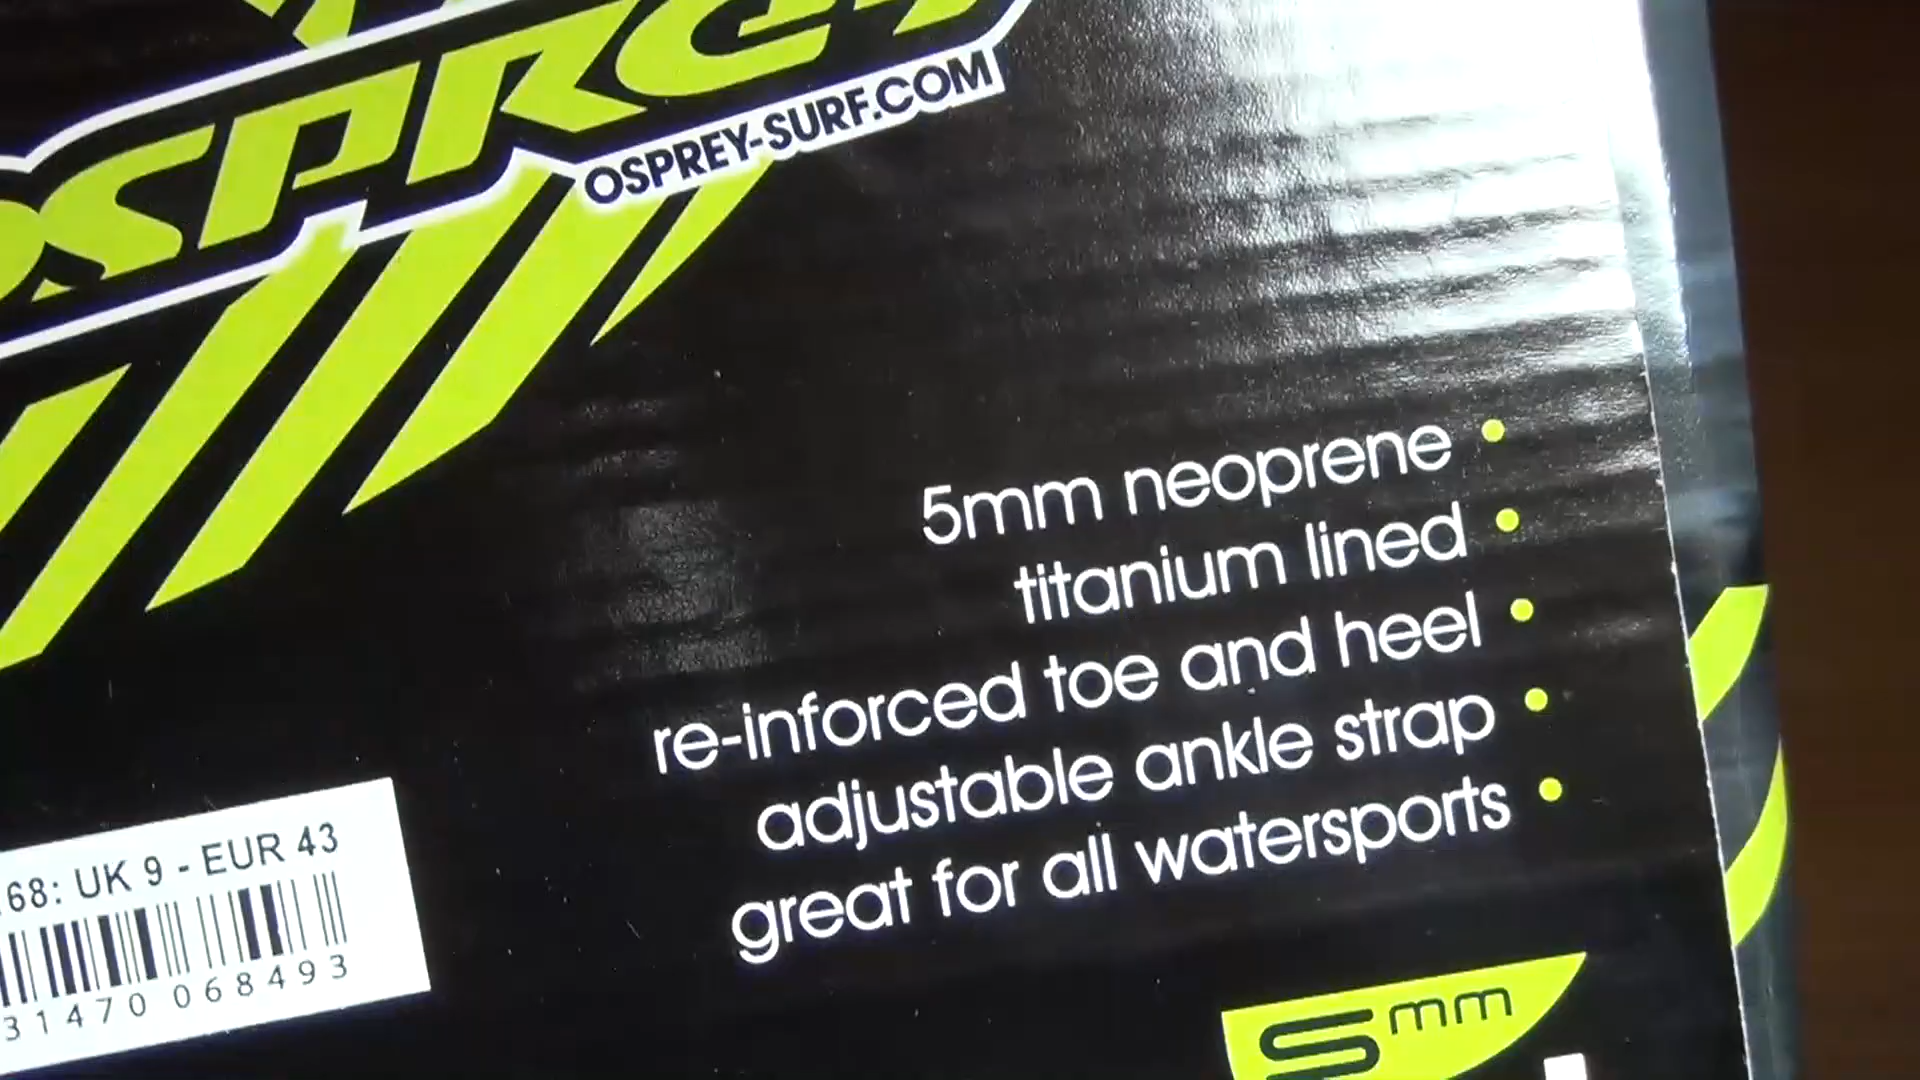 OSPREY
OSPREY-SURF.COM
5mm neoprene •
titanium lined •
re-inforced toe and heel •
adjustable ankle strap •
great for all watersports •
68: UK 9 - EUR 43
31470 068493
5mm